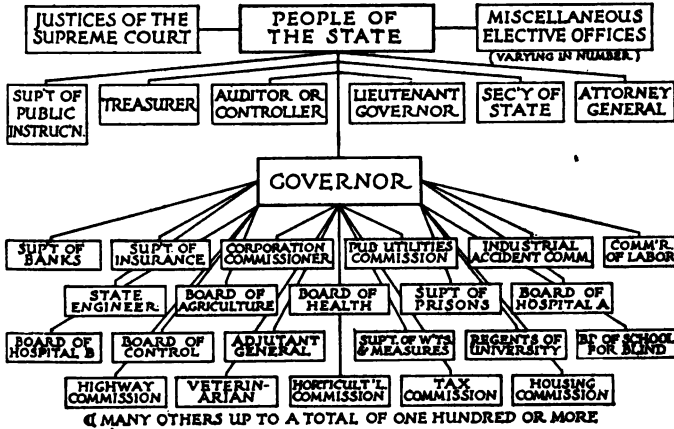 JUSTICES OF THE
SUPREME COURT
PEOPLE OF
THE STATE
MISCELLANEOUS
ELECTIVE OFFICES
(VARYING IN NUMBER)
SUP'T OF
PUBLIC
INSTRUC'N.
TREASURER
AUDITOR OR
CONTROLLER
LIEUTENANT
GOVERNOR
SEC'Y OF
STATE
ATTORNEY
GENERAL
GOVERNOR
SUP'T OF
BANKS
SUP'T. OF
INSURANCE
CORPORATION
COMMISSIONER
PUB UTILITIES
COMMISSION
INDUSTRIAL
ACCIDENT COMM.
COMM'R.
OF LABOR
STATE
ENGINEER.
BOARD OF
AGRICULTURE
BOARD OF
HEALTH
SUP'T OF
PRISONS
BOARD OF
HOSPITAL A
BOARD OF
HOSPITAL B
BOARD OF
CONTROL
ADJUTANT
GENERAL
SUPT. OF W'TS
& MEASURES
REGENTS OF
UNIVERSITY
B'D OF SCHOOL
FOR BLIND
HIGHWAY
COMMISSION
VETERIN-
ARIAN
HORTICULT'L.
COMMISSION
TAX
COMMISSION
HOUSING
COMMISSION
¶ MANY OTHERS UP TO A TOTAL OF ONE HUNDRED OR MORE